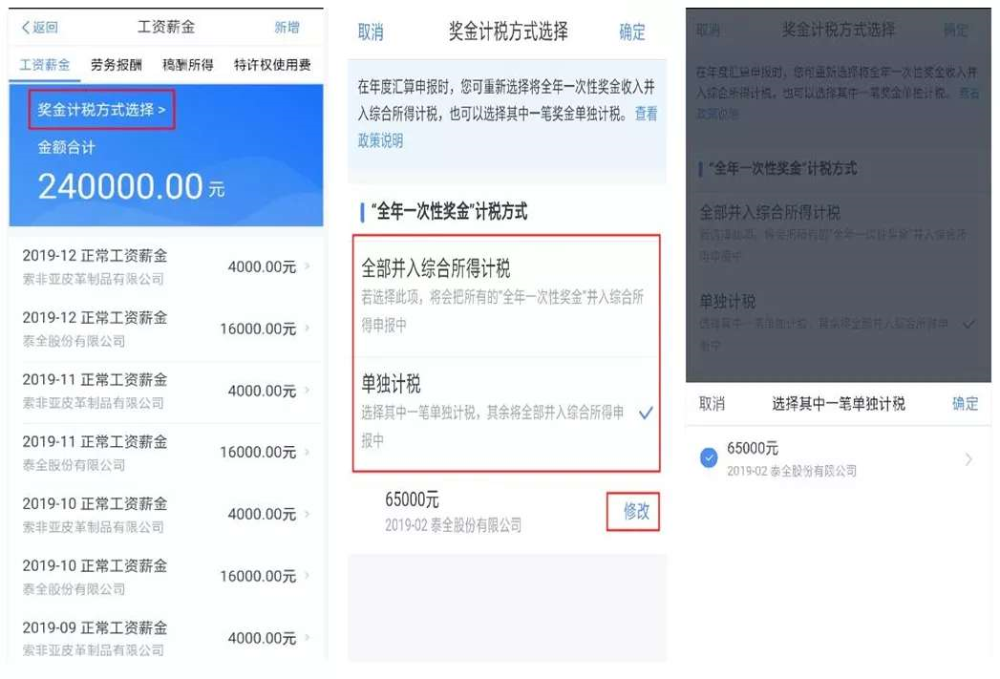 返回
工资薪金
新增
工资薪金
劳务报酬
稿酬所得
特许权使用费
奖金计税方式选择 >
金额合计
240000.00 元
2019-12 正常工资薪金
4000.00元
索非亚皮革制品有限公司
2019-12 正常工资薪金
16000.00元
泰全股份有限公司
2019-11 正常工资薪金
4000.00元
索非亚皮革制品有限公司
2019-11 正常工资薪金
16000.00元
泰全股份有限公司
2019-10 正常工资薪金
4000.00元
索非亚皮革制品有限公司
2019-10 正常工资薪金
16000.00元
泰全股份有限公司
2019-09 正常工资薪金
4000.00元
索非亚皮革制品有限公司
取消
奖金计税方式选择
确定
在年度汇算申报时，您可重新选择将全年一次性奖金收入并
入综合所得计税，也可以选择其中一笔奖金单独计税。 查看
政策说明
“全年一次性奖金”计税方式
全部并入综合所得计税
若选择此项，将会把所有的“全年一次性奖金”并入综合所
得申报中
单独计税
选择其中一笔单独计税，其余将全部并入综合所得申
报中
65000元
修改
2019-02 泰全股份有限公司
取消
奖金计税方式选择
确定
在年度汇算申报时，您可重新选择将全年一次性奖金收入并
入综合所得计税，也可以选择其中一笔奖金单独计税。 查看
政策说明
“全年一次性奖金”计税方式
全部并入综合所得计税
若选择此项，将会把所有的“全年一次性奖金”并入综合所
得申报中
单独计税
选择其中一笔单独计税，其余将全部并入综合所得申
报中
取消
选择其中一笔单独计税
确定
65000元
2019-02 泰全股份有限公司